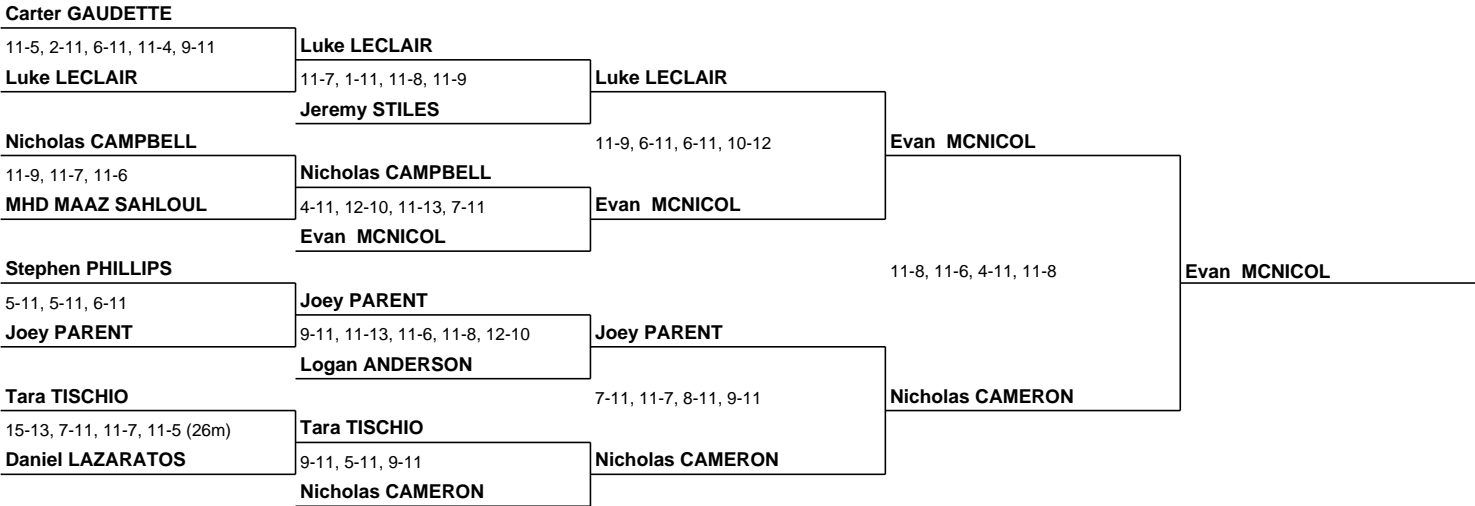 Carter GAUDETTE
11-5, 2-11, 6-11, 11-4, 9-11
Luke LECLAIR
Luke LECLAIR
11-7, 1-11, 11-8, 11-9
Jeremy STILES
Luke LECLAIR
Nicholas CAMPBELL
11-9, 11-7, 11-6
MHD MAAZ SAHLOUL
Nicholas CAMPBELL
4-11, 12-10, 11-13, 7-11
Evan  MCNICOL
11-9, 6-11, 6-11, 10-12
Evan  MCNICOL
Evan  MCNICOL
Stephen PHILLIPS
5-11, 5-11, 6-11
Joey PARENT
Joey PARENT
9-11, 11-13, 11-6, 11-8, 12-10
Logan ANDERSON
Joey PARENT
Tara TISCHIO
15-13, 7-11, 11-7, 11-5 (26m)
Daniel LAZARATOS
Tara TISCHIO
9-11, 5-11, 9-11
Nicholas CAMERON
7-11, 11-7, 8-11, 9-11
Nicholas CAMERON
Nicholas CAMERON
11-8, 11-6, 4-11, 11-8
Evan  MCNICOL